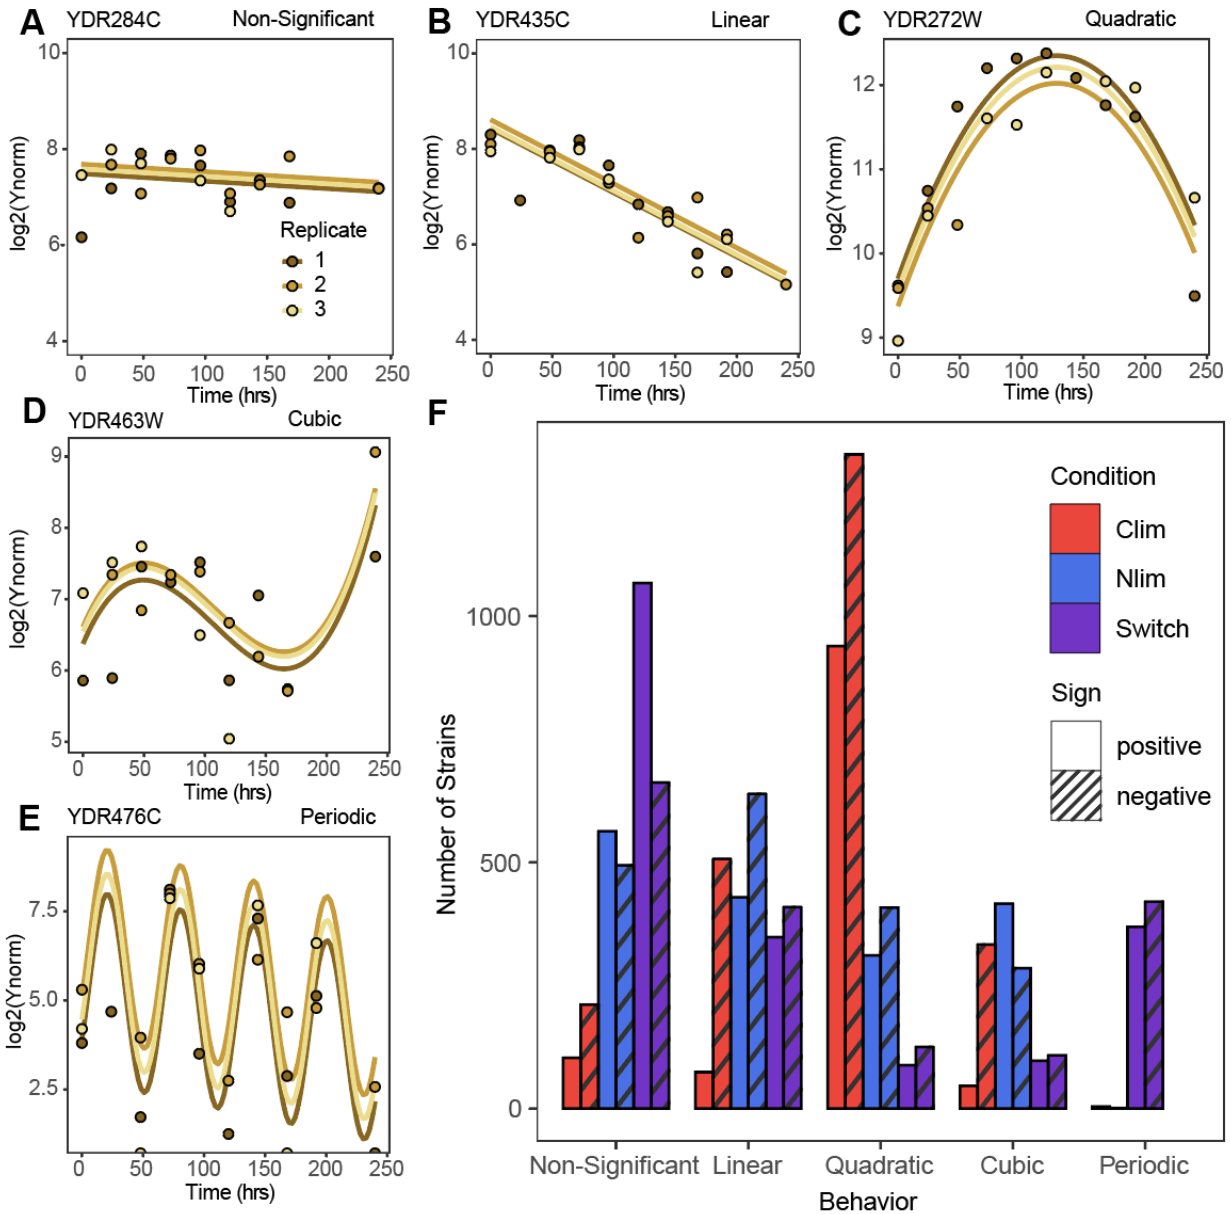 A YDR284C Non-Significant
10
8
6
4
log2(Ynorm)
Replicate
1
2
3
0 50 100 150 200 250
Time (hrs)
B YDR435C Linear
10
8
6
4
log2(Ynorm)
0 50 100 150 200 250
Time (hrs)
C YDR272W Quadratic
12
11
10
9
log2(Ynorm)
0 50 100 150 200 250
Time (hrs)
D YDR463W Cubic
9
8
7
6
5
log2(Ynorm)
0 50 100 150 200 250
Time (hrs)
E YDR476C Periodic
7.5
5.0
2.5
log2(Ynorm)
0 50 100 150 200 250
Time (hrs)
F
1000
500
0
Number of Strains
Condition
Clim
Nlim
Switch
Sign
positive
negative
Non-Significant Linear Quadratic Cubic Periodic
Behavior